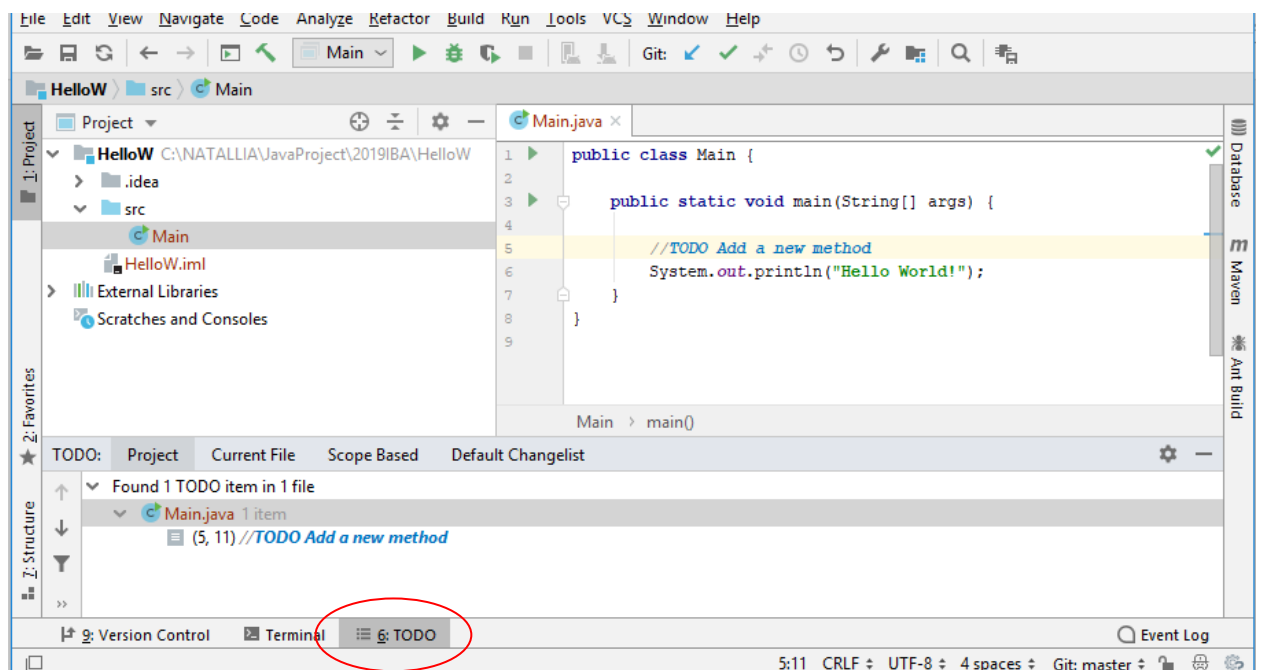 File Edit View Navigate Code Analyze Refactor Build Run Tools VCS Window Help
Main Git:
HelloW src Main
1: Project
Project
HelloW C:\NATALLIA\JavaProject\2019IBA\HelloW
.idea
src
Main
HelloW.iml
External Libraries
Scratches and Consoles
Main.java
1 public class Main {
2
3 public static void main(String[] args) {
4
5 //TODO Add a new method
6 System.out.println("Hello World!");
7 }
8 }
9
Main > main()
Database
m Maven
Ant Build
2: Favorites
7: Structure
TODO: Project Current File Scope Based Default Changelist
Found 1 TODO item in 1 file
Main.java 1 item
(5, 11) //TODO Add a new method
9: Version Control Terminal 6: TODO Event Log
5:11 CRLF UTF-8 4 spaces Git: master